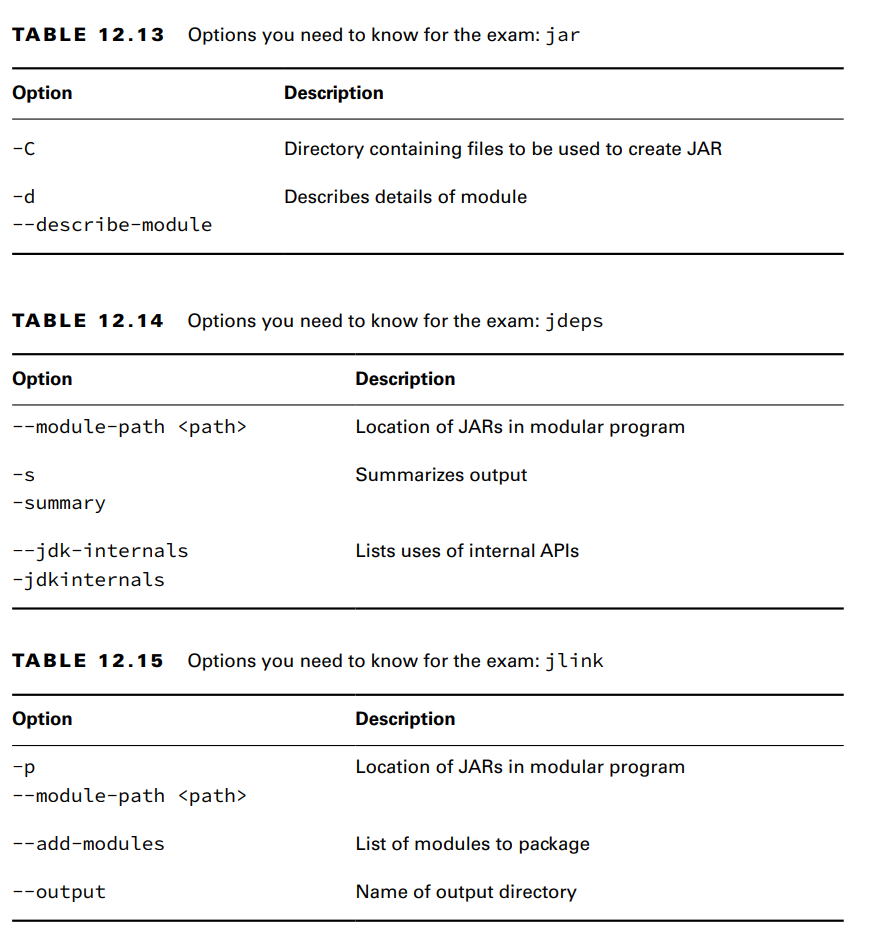 TABLE 12.13 Options you need to know for the exam: jar
Option Description
-C Directory containing files to be used to create JAR
-d Describes details of module
--describe-module
TABLE 12.14 Options you need to know for the exam: jdeps
Option Description
--module-path <path> Location of JARs in modular program
-s Summarizes output
-summary
--jdk-internals Lists uses of internal APIs
-jdkinternals
TABLE 12.15 Options you need to know for the exam: jlink
Option Description
-p Location of JARs in modular program
--module-path <path>
--add-modules List of modules to package
--output Name of output directory